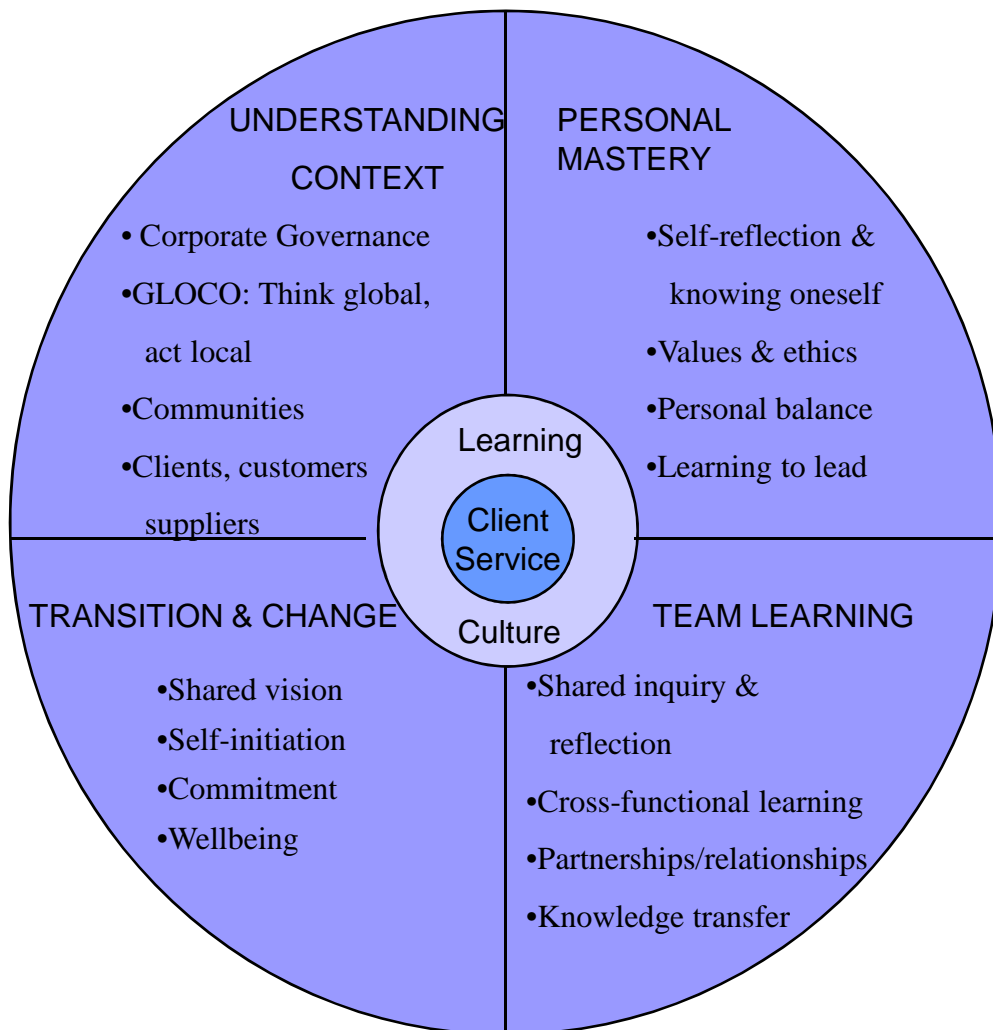 UNDERSTANDING
CONTEXT
• Corporate Governance
•GLOCO: Think global,
act local
•Communities
•Clients, customers
suppliers
PERSONAL
MASTERY
•Self-reflection &
knowing oneself
•Values & ethics
•Personal balance
•Learning to lead
Learning
Client
Service
Culture
TRANSITION & CHANGE
•Shared vision
•Self-initiation
•Commitment
•Wellbeing
TEAM LEARNING
•Shared inquiry &
reflection
•Cross-functional learning
•Partnerships/relationships
•Knowledge transfer